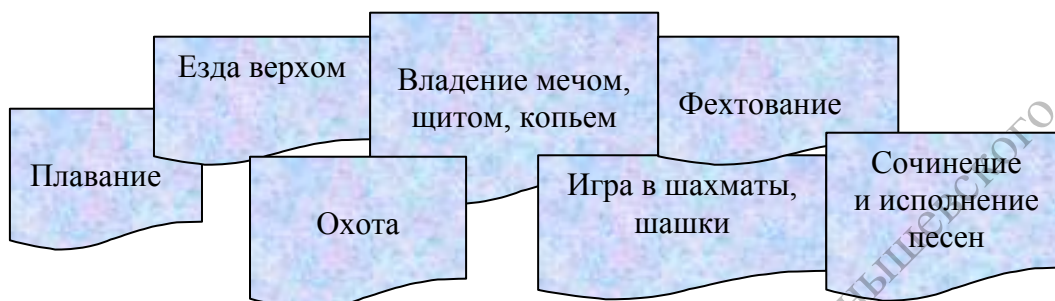 Езда верхом
Владение мечом,
щитом, копьем
Фехтование
Плавание
Охота
Игра в шахматы,
шашки
Сочинение
и исполнение
песен